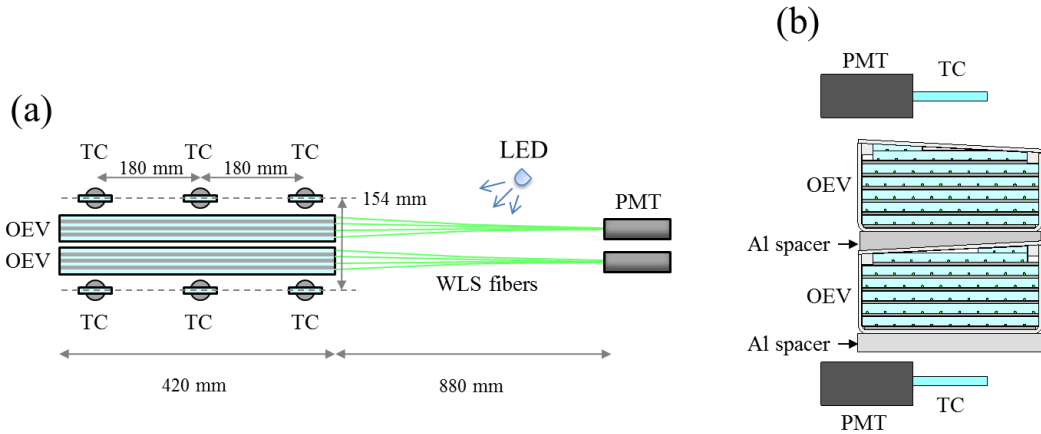 (a)
TC
TC
TC
180 mm
180 mm
LED
154 mm
PMT
OEV
OEV
WLS fibers
TC
TC
TC
420 mm
880 mm
(b)
PMT
TC
OEV
Al spacer
OEV
Al spacer
TC
PMT